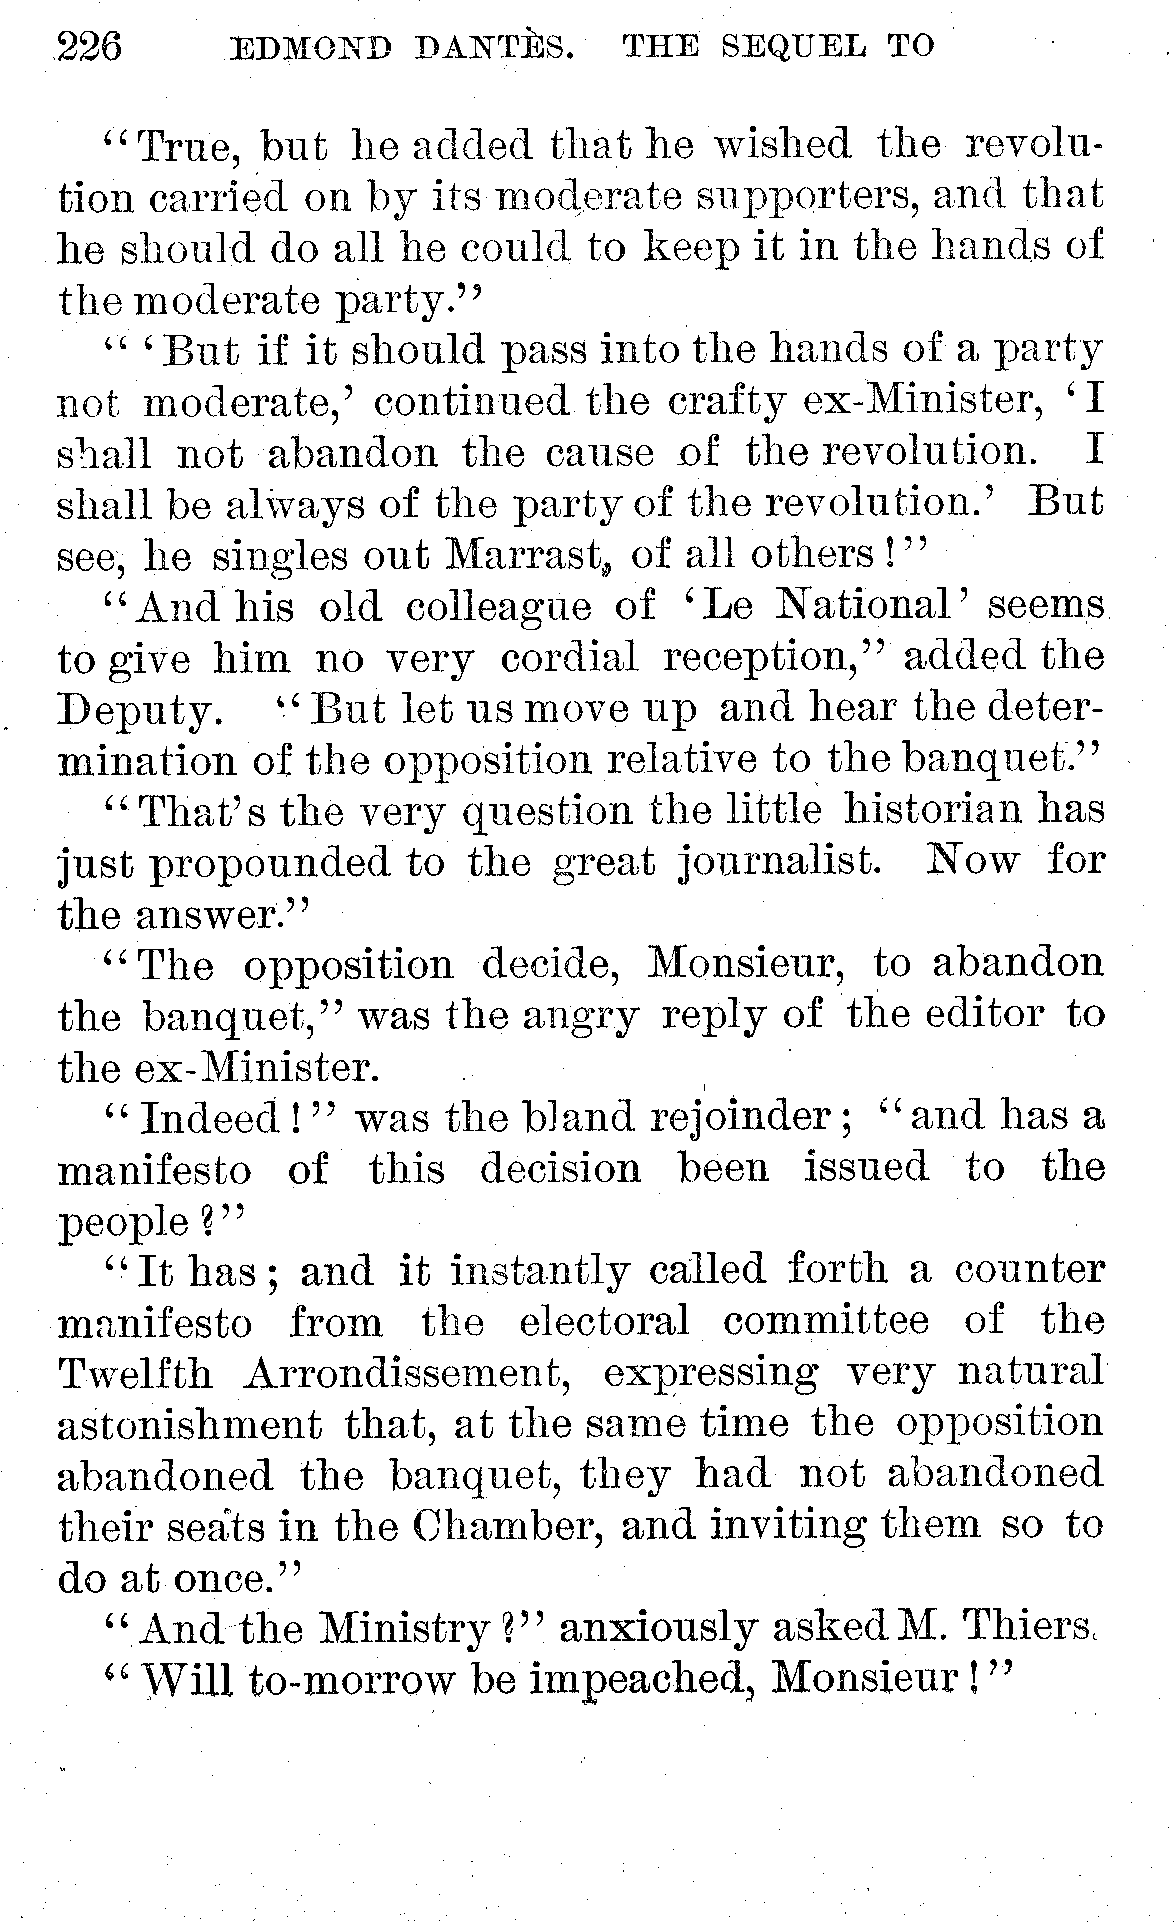 226 EDMOND DANTÈS. THE SEQUEL TO
"True, but he added that he wished the revolu-
tion carried on by its moderate supporters, and that
he should do all he could to keep it in the hands of
the moderate party."
"'But if it should pass into the hands of a party
not moderate,' continued the crafty ex-Minister, 'I
shall not abandon the cause of the revolution. I
shall be always of the party of the revolution.' But
see, he singles out Marrast, of all others!"
"And his old colleague of 'Le National' seems
to give him no very cordial reception," added the
Deputy. "But let us move up and hear the deter-
mination of the opposition relative to the banquet."
"That's the very question the little historian has
just propounded to the great journalist. Now for
the answer."
"The opposition decide, Monsieur, to abandon
the banquet," was the angry reply of the editor to
the ex-Minister.
"Indeed!" was the bland rejoinder; "and has a
manifesto of this decision been issued to the
people?"
"It has; and it instantly called forth a counter
manifesto from the electoral committee of the
Twelfth Arrondissement, expressing very natural
astonishment that, at the same time the opposition
abandoned the banquet, they had not abandoned
their seats in the Chamber, and inviting them so to
do at once."
"And the Ministry?" anxiously asked M. Thiers.
"Will to-morrow be impeached, Monsieur!"